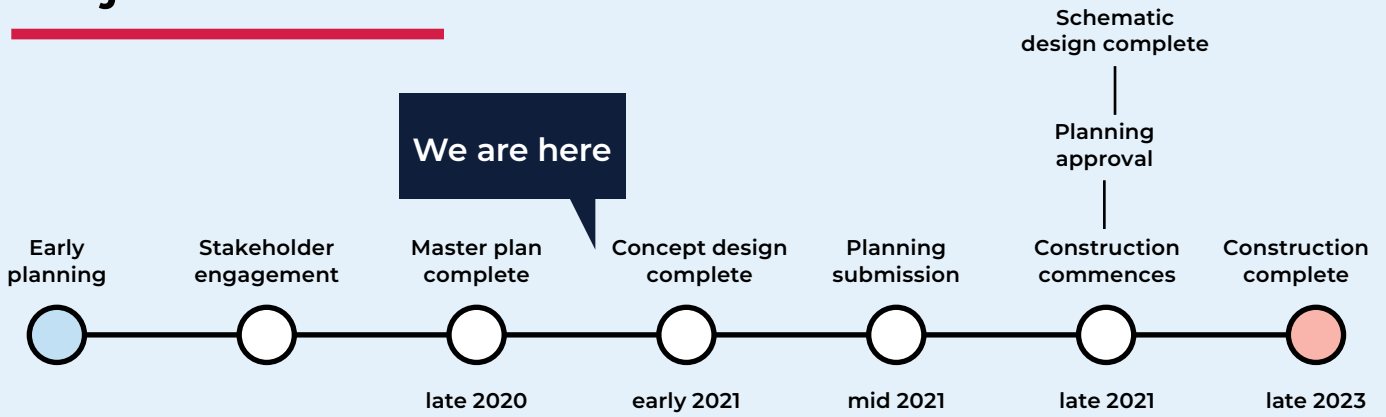 Schematic
design complete
Planning
approval
We are here
Early
planning
Stakeholder
engagement
Master plan
complete
Concept design
complete
Planning
submission
Construction
commences
Construction
complete
late 2020
early 2021
mid 2021
late 2021
late 2023